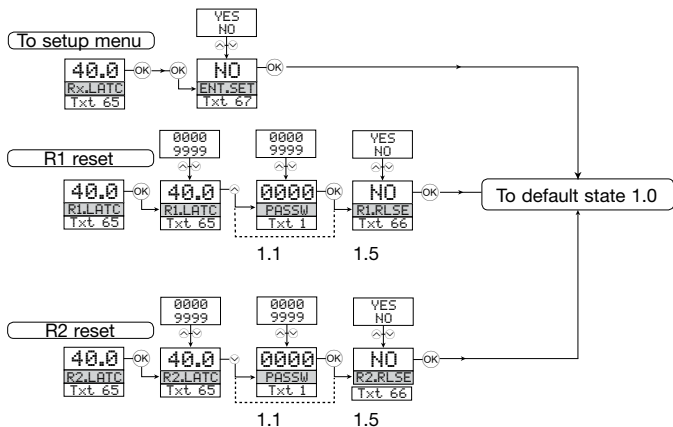 YES
NO
To setup menu
40.0
Rx.LATC
Txt 65
OK
OK
NO
ENT.SET
Txt 67
OK
0000
9999
0000
9999
YES
NO
R1 reset
40.0
R1.LATC
Txt 65
OK
40.0
R1.LATC
Txt 65
0000
PASSW
Txt 1
OK
NO
R1.RLSE
Txt 66
OK
To default state 1.0
1.1
1.5
0000
9999
0000
9999
YES
NO
R2 reset
40.0
R2.LATC
Txt 65
OK
40.0
R2.LATC
Txt 65
0000
PASSW
Txt 1
OK
NO
R2.RLSE
Txt 66
OK
1.1
1.5